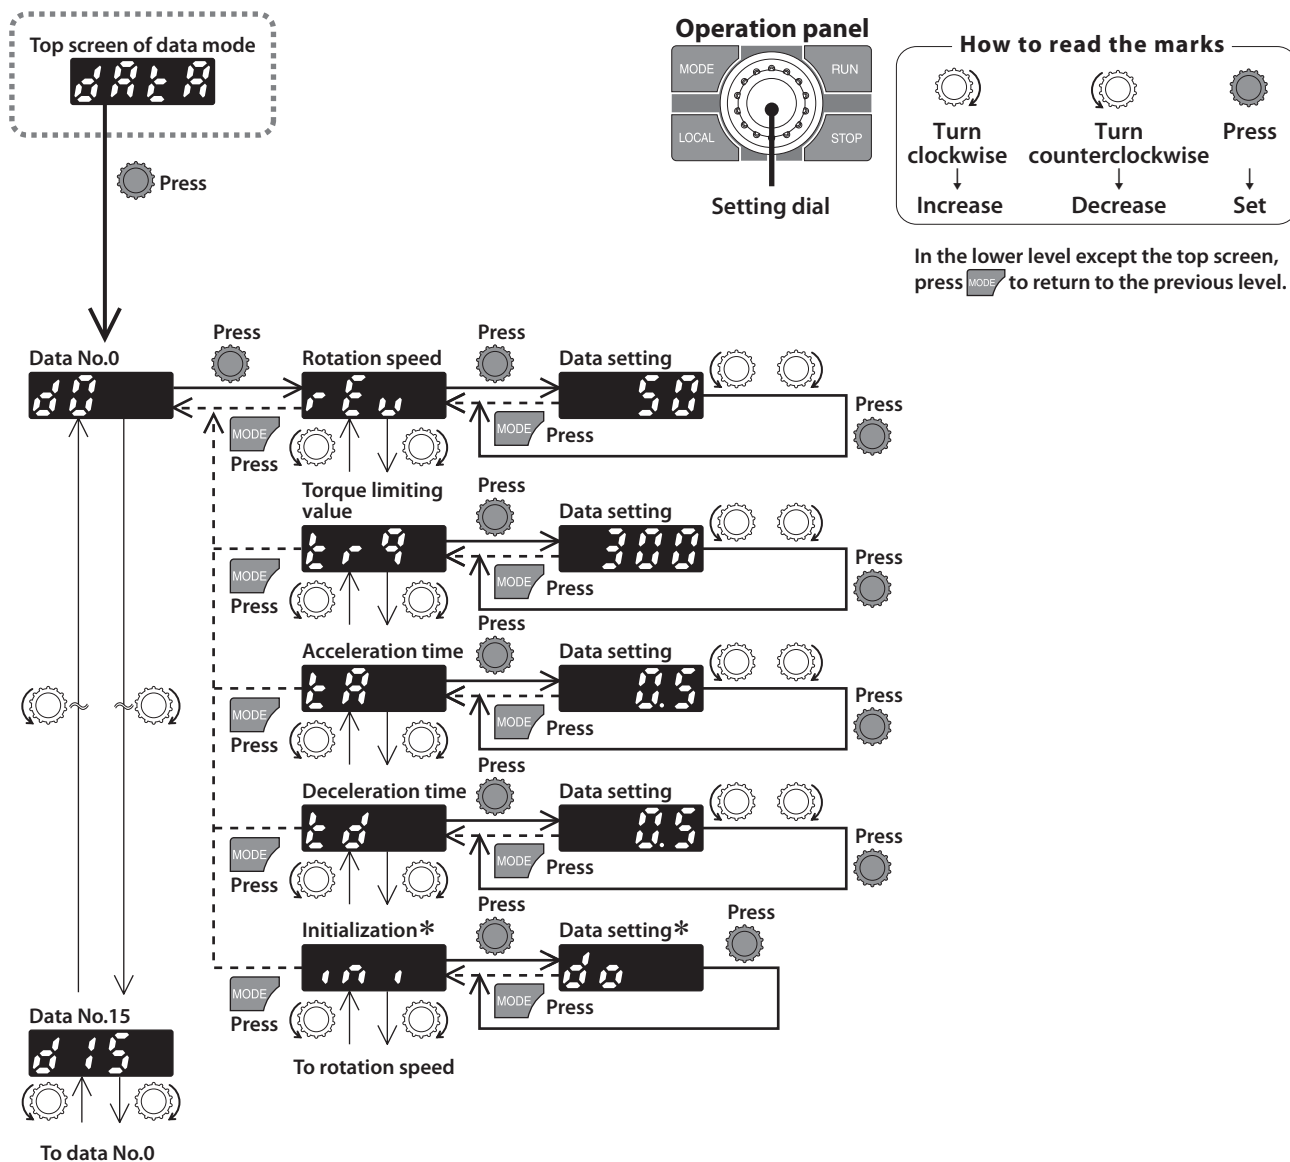 Top screen of data mode
dAtA
Press
Operation panel
MODE
RUN
LOCAL
STOP
Setting dial
How to read the marks
Turn clockwise
Turn counterclockwise
Press
Increase
Decrease
Set
In the lower level except the top screen,
press MODE to return to the previous level.
Data No.0
d0
Press
Rotation speed
rEv
Press
Data setting
50
Press
MODE
Press
MODE
Press
Torque limiting
value
trq
Press
Data setting
300
Press
MODE
Press
MODE
Press
Acceleration time
tA
Press
Data setting
0.5
Press
MODE
Press
MODE
Press
Deceleration time
td
Press
Data setting
0.5
Press
MODE
Press
MODE
Press
Initialization*
ini
Press
Data setting*
do
Press
MODE
Press
MODE
Press
To rotation speed
Data No.15
d15
To data No.0